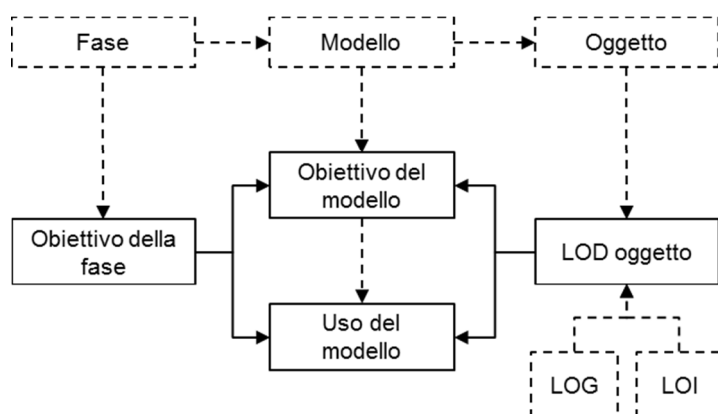 Fase
Modello
Oggetto
Obiettivo del
modello
Obiettivo della
fase
LOD oggetto
Uso del
modello
LOG
LOI